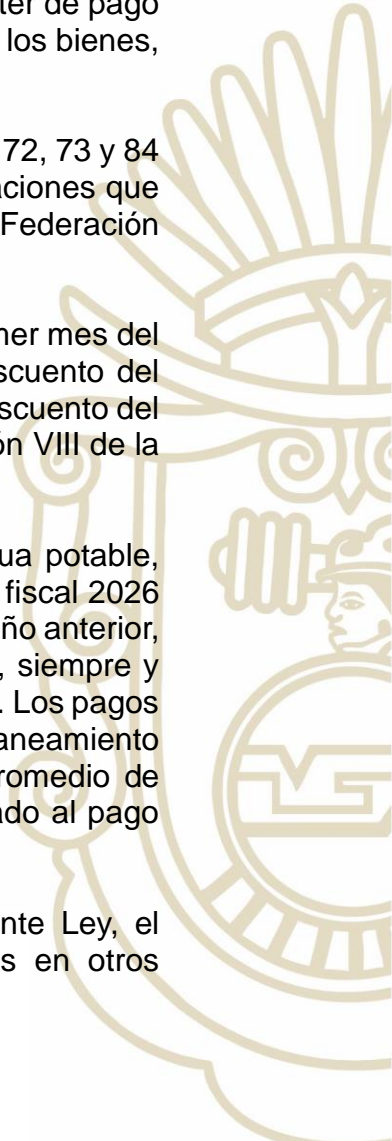 ter de pago
los bienes,
72, 73 y 84
aciones que
Federación
ner mes del
scuento del
scuento del
ón VIII de la
ua potable,
fiscal 2026
ño anterior,
, siempre y
. Los pagos
aneamiento
romedio de
ado al pago
nte Ley, el
s en otros